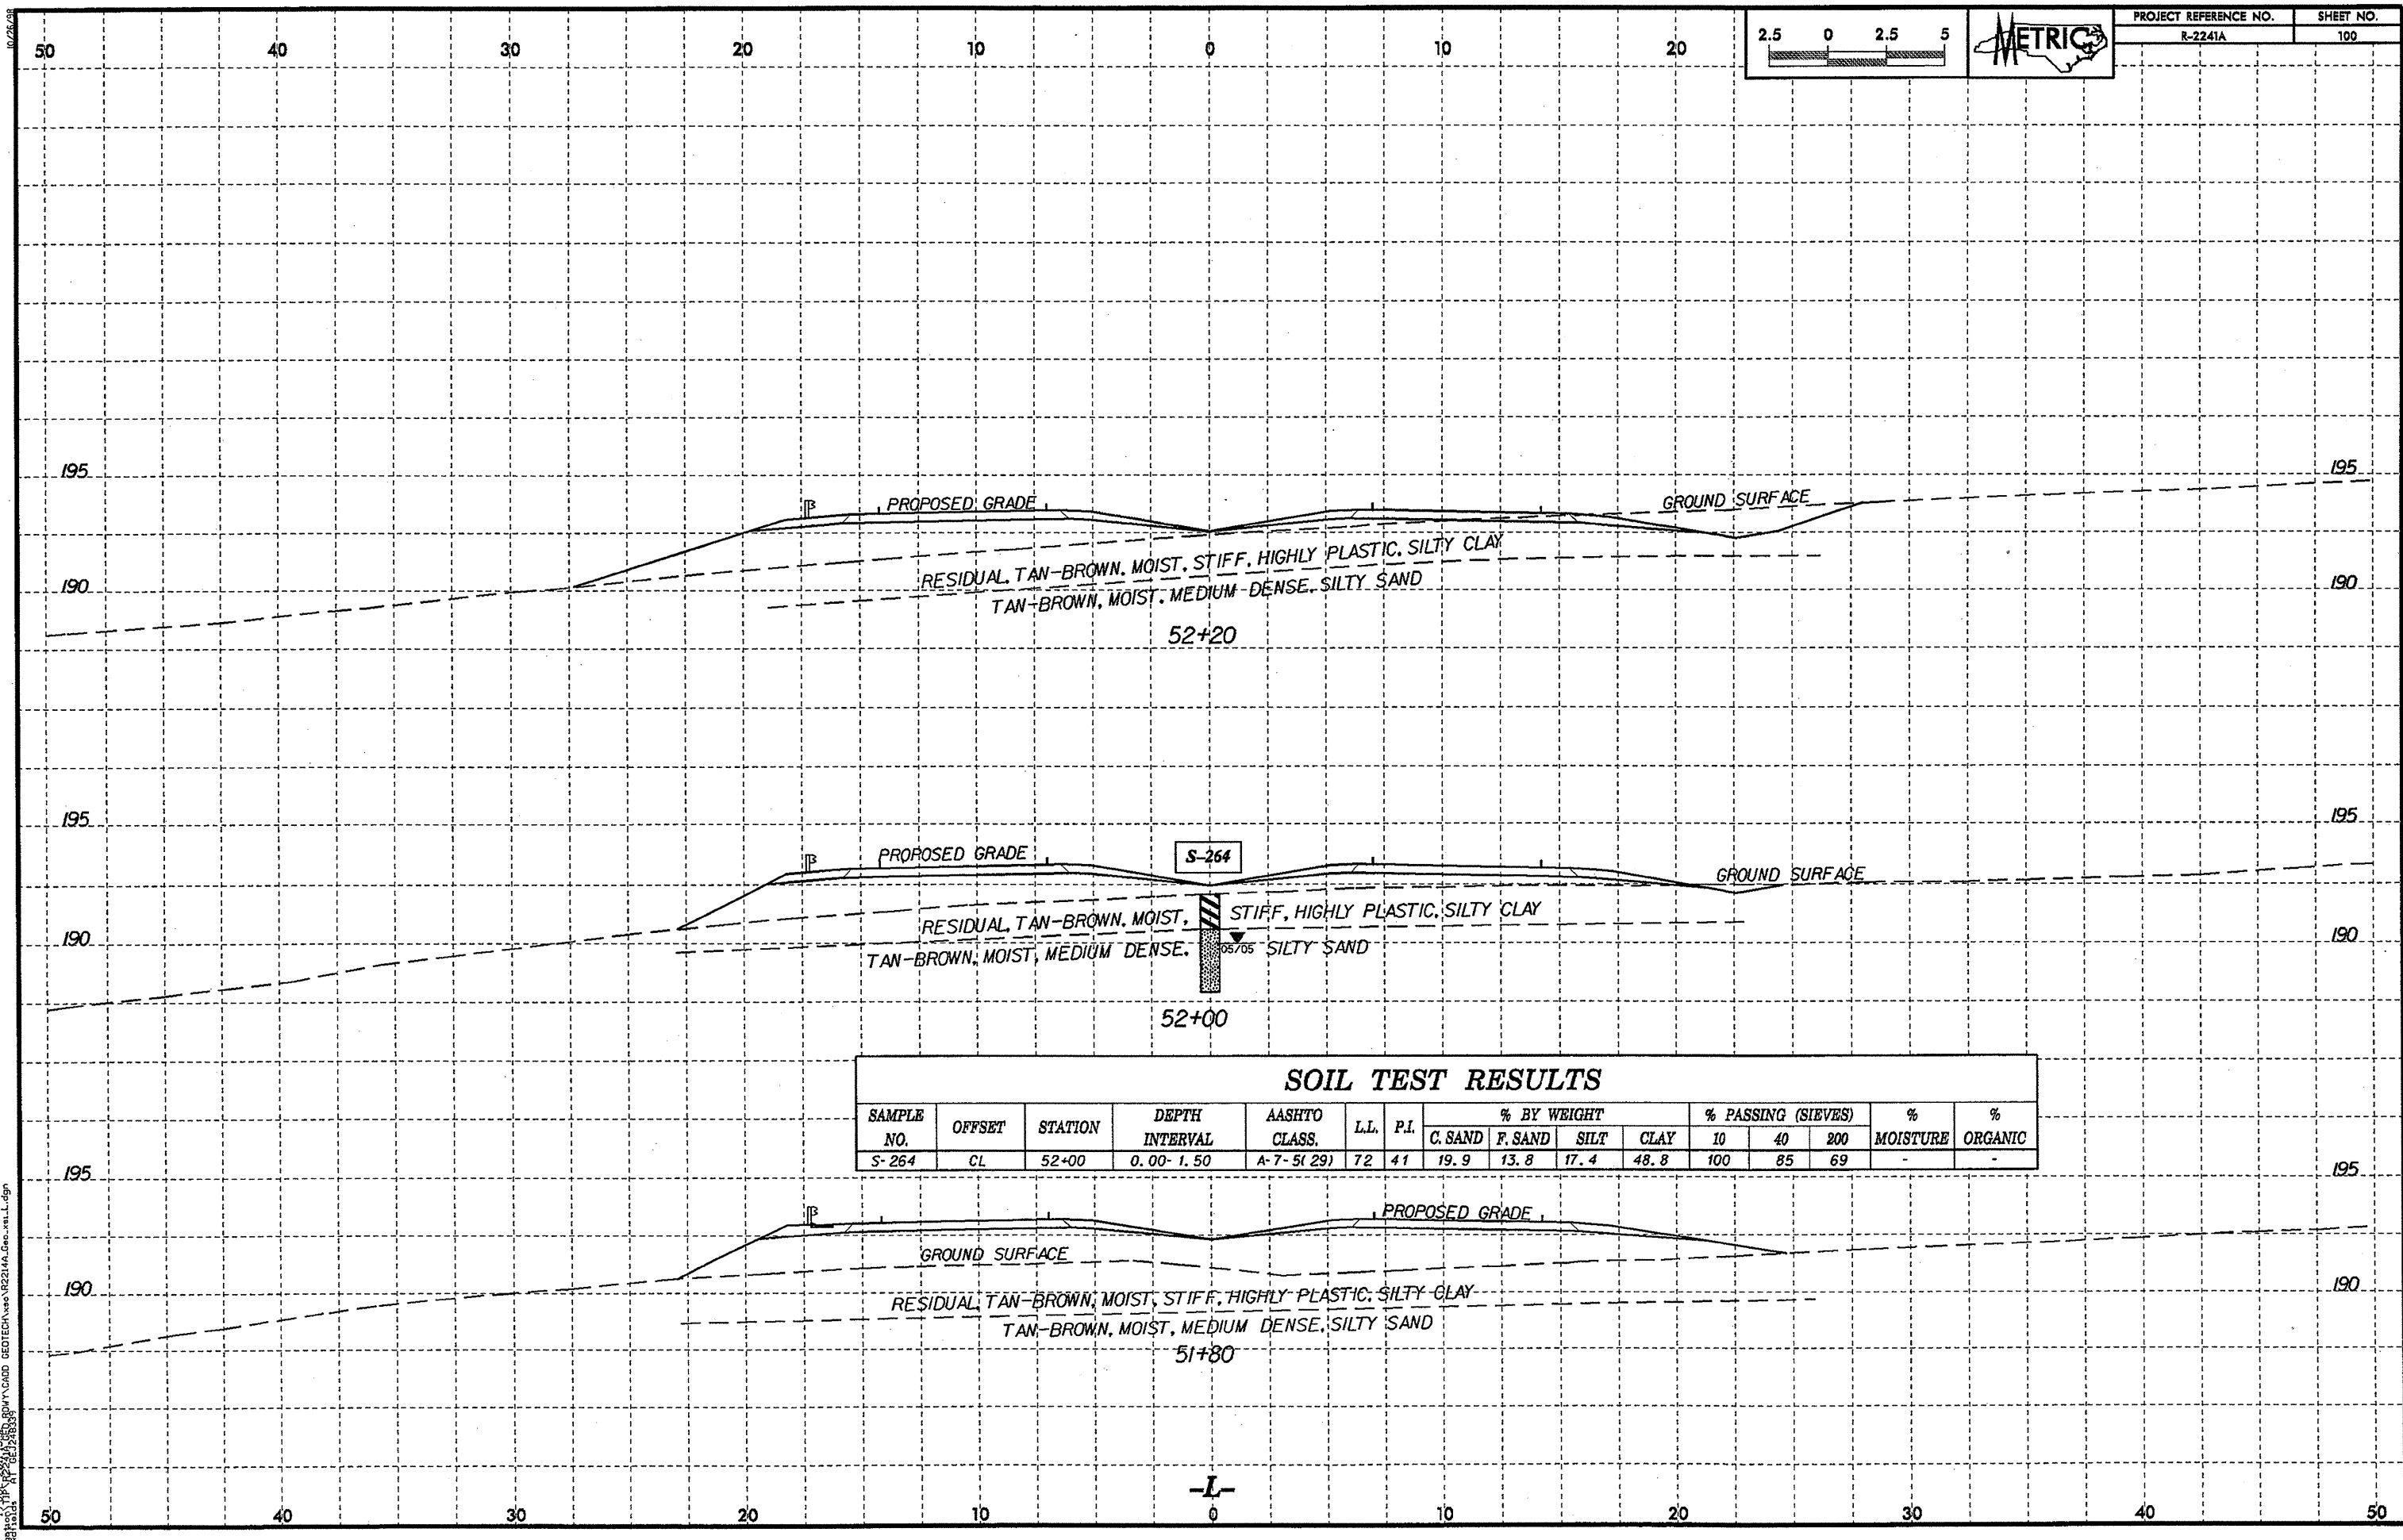 10/26/98
50 40 30 20 10 0 10 20
2.5 0 2.5 5
METRIC
PROJECT REFERENCE NO. SHEET NO.
R-2241A 100
195 195
PROPOSED GRADE GROUND SURFACE
RESIDUAL, TAN-BROWN, MOIST, STIFF, HIGHLY PLASTIC, SILTY CLAY
190 190
TAN-BROWN, MOIST, MEDIUM DENSE, SILTY SAND
52+20
195 195
PROPOSED GRADE S-264 GROUND SURFACE
RESIDUAL, TAN-BROWN, MOIST, STIFF, HIGHLY PLASTIC, SILTY CLAY
190 190
TAN-BROWN, MOIST, MEDIUM DENSE, 05/05 SILTY SAND
52+00
SOIL TEST RESULTS
SAMPLE NO. OFFSET STATION DEPTH INTERVAL AASHTO CLASS. L.L. P.I. % BY WEIGHT % PASSING (SIEVES) % MOISTURE % ORGANIC
C. SAND F. SAND SILT CLAY 10 40 200
S-264 CL 52+00 0.00-1.50 A-7-5(29) 72 41 19.9 13.8 17.4 48.8 100 85 69 - -
195 195
PROPOSED GRADE
GROUND SURFACE
190 190
RESIDUAL, TAN-BROWN, MOIST, STIFF, HIGHLY PLASTIC, SILTY CLAY
TAN-BROWN, MOIST, MEDIUM DENSE, SILTY SAND
51+80
-L-
50 40 30 20 10 0 10 20 30 40 50